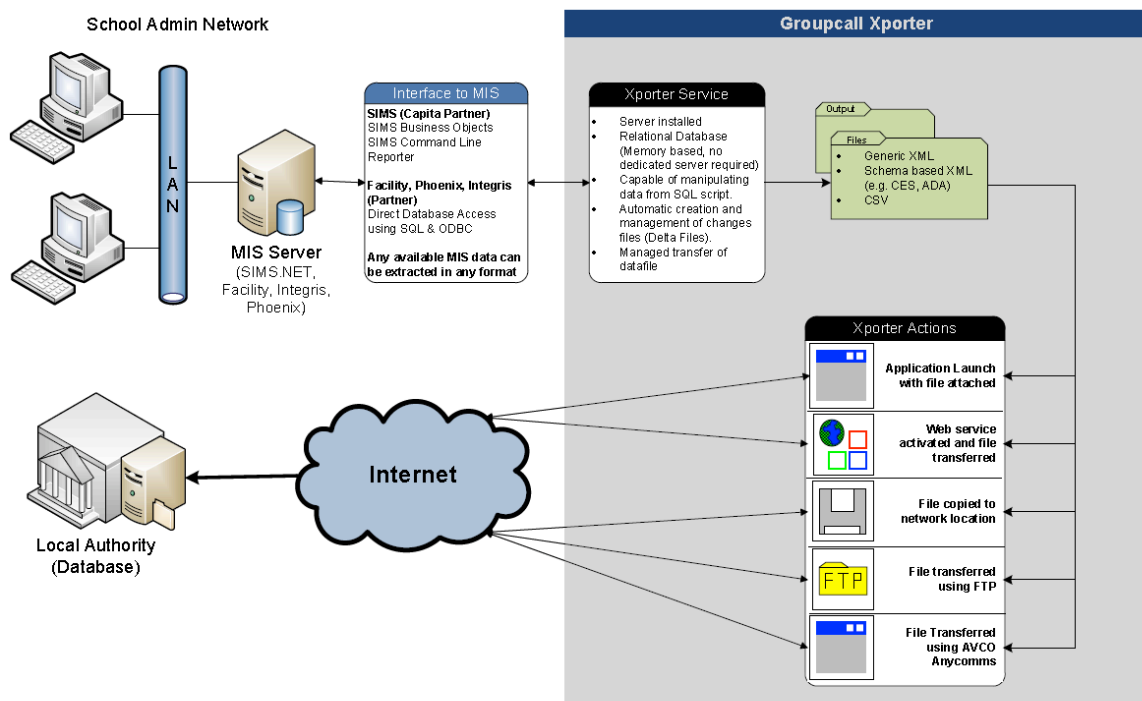 School Admin Network
Groupcall Xporter
L
A
N
MIS Server
(SIMS.NET,
Facility, Integris,
Phoenix)
Interface to MIS
SIMS (Capita Partner)
SIMS Business Objects
SIMS Command Line
Reporter
Facility, Phoenix, Integris
(Partner)
Direct Database Access
using SQL & ODBC
Any available MIS data can
be extracted in any format
Xporter Service
• Server installed
• Relational Database
(Memory based, no
dedicated server required)
• Capable of manipulating
data from SQL script.
• Automatic creation and
management of changes
files (Delta Files).
• Managed transfer of
datafile
Output
Files
• Generic XML
• Schema based XML
(e.g. CES, ADA)
• CSV
Xporter Actions
Application Launch
with file attached
Web service
activated and file
transferred
File copied to
network location
FTP
File transferred
using FTP
File Transferred
using AVCO
Anycomms
Internet
Local Authority
(Database)